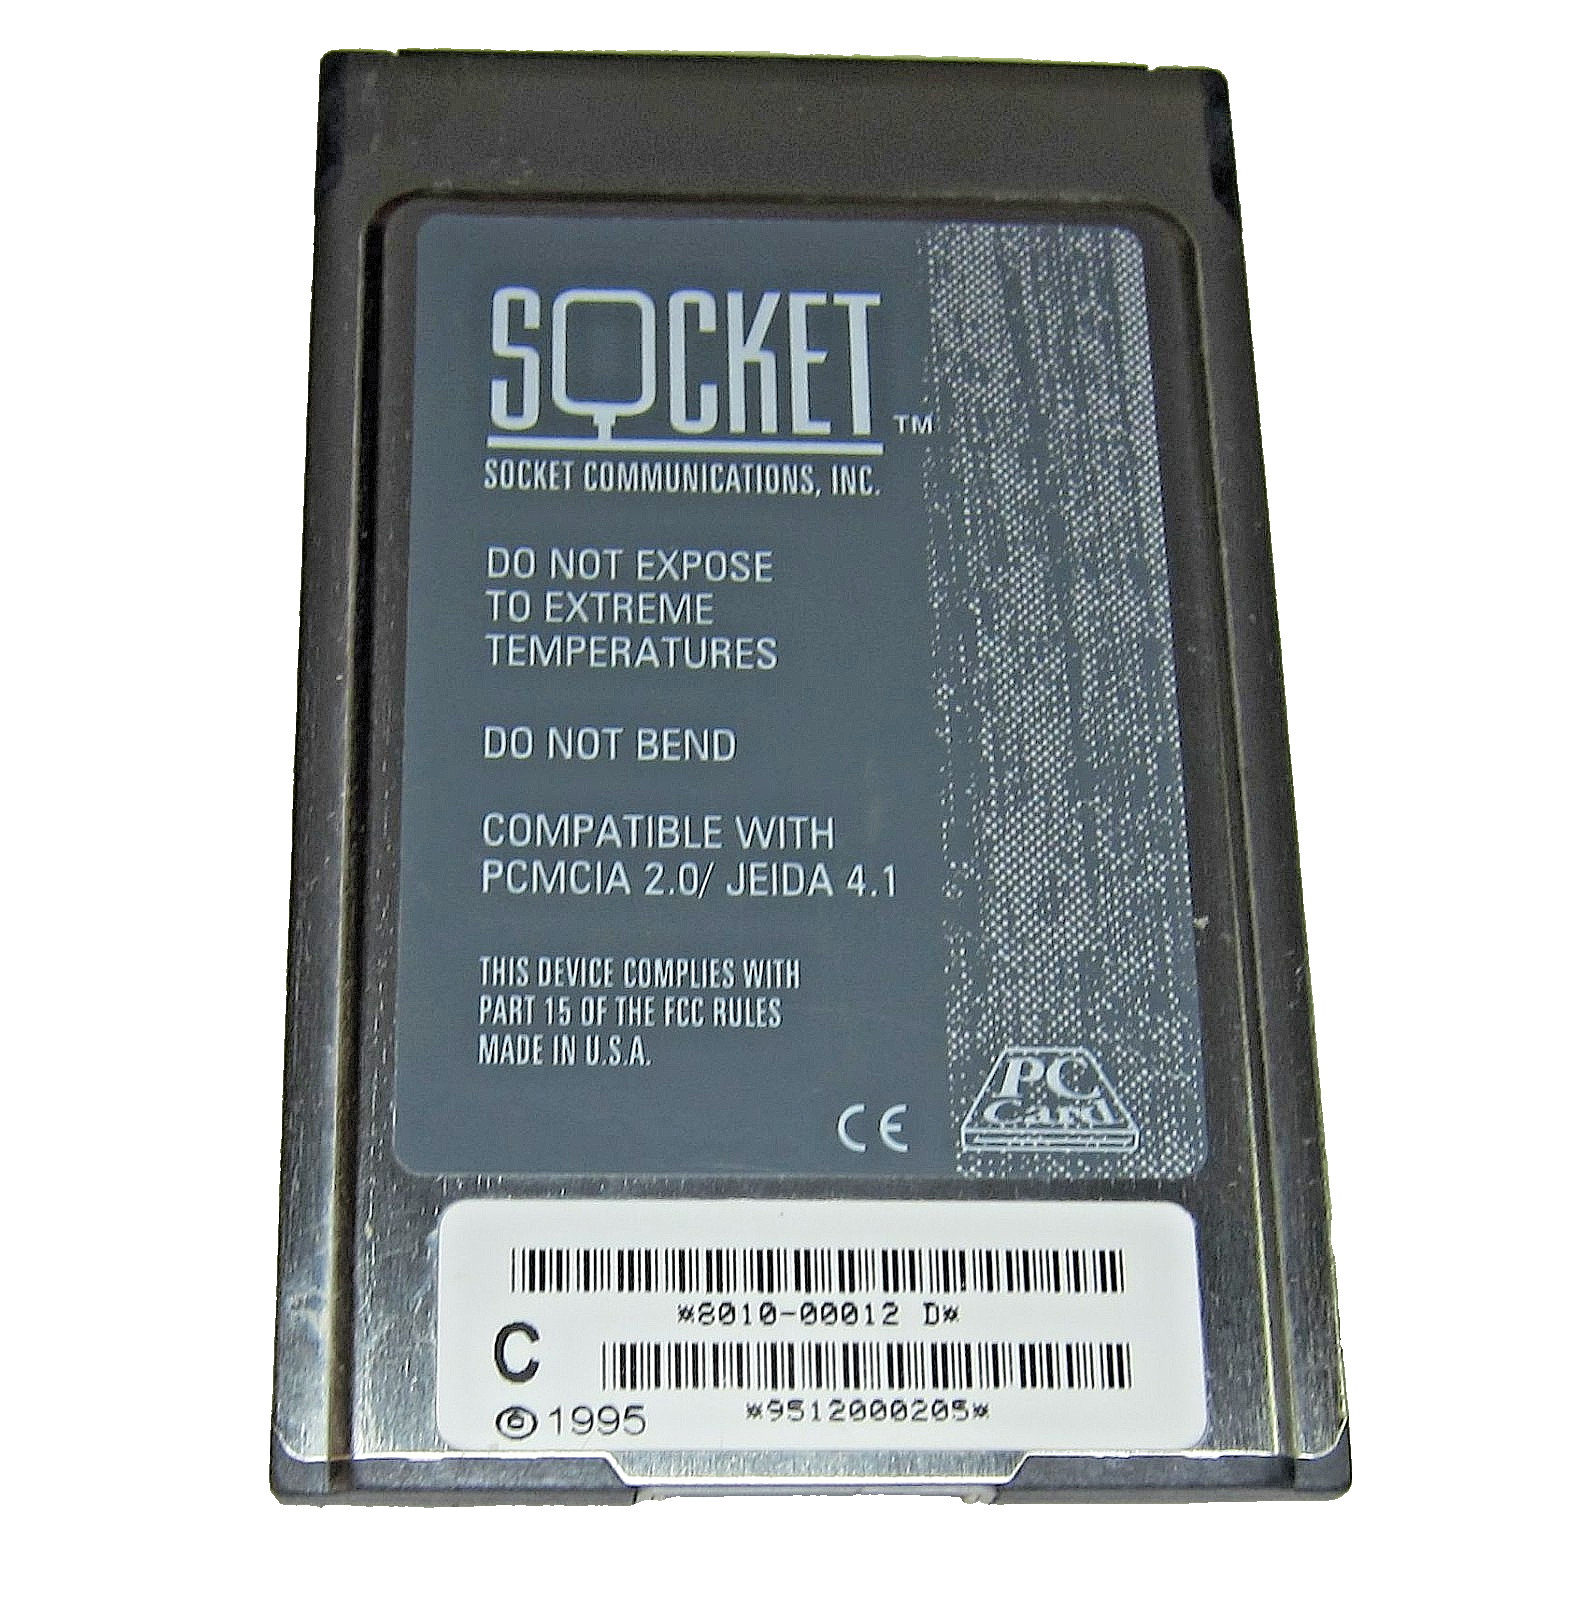 SOCKET™
SOCKET COMMUNICATIONS, INC.
DO NOT EXPOSE
TO EXTREME
TEMPERATURES
DO NOT BEND
COMPATIBLE WITH
PCMCIA 2.0/ JEIDA 4.1
THIS DEVICE COMPLIES WITH
PART 15 OF THE FCC RULES
MADE IN U.S.A.
CE
PC
Card
*8010-00012 D*
C
*9512000205*
© 1995